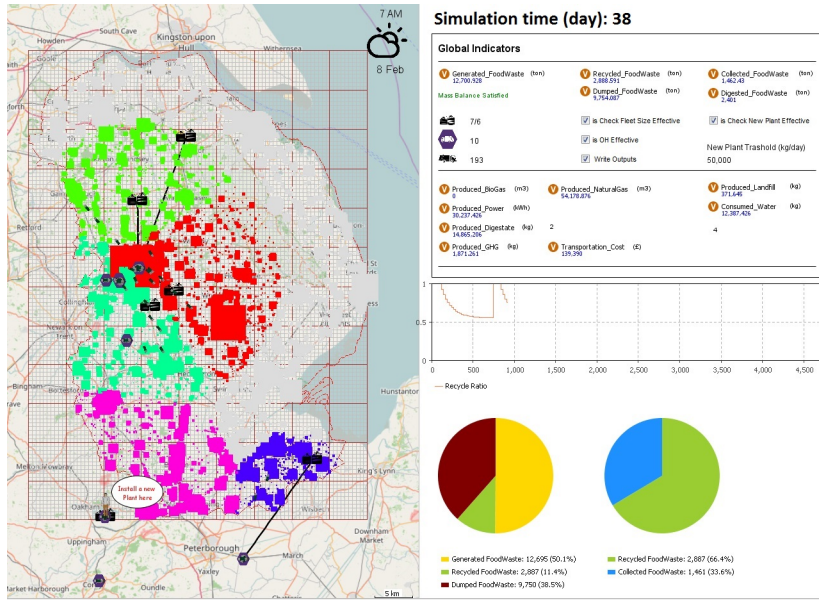 Simulation time (day): 38
7 AM
8 Feb
Howden
South Cave
Kingston upon
Hull
Withernsea
Retford
Collingha
Newark on
Trent
Bingham
Bottesford
Hunstanton
King's Lynn
Wisbech
Melton Mowbray
Install a new
Plant here
Oakham
Uppingham
Peterborough
March
Downham
Market
Yaxley
Market Harborough
Oundle
Cor
5 km
Global Indicators
Generated_FoodWaste (ton)
12,700.928
Recycled_FoodWaste (ton)
2,888.591
Collected_FoodWaste (ton)
1,462.43
Mass Balance Satisfied
Dumped_FoodWaste (ton)
9,754.087
Digested_FoodWaste (ton)
2,401
7/6
is Check Fleet Size Effective
is Check New Plant Effective
10
is OH Effective
New Plant Trashold (kg/day)
193
Write Outputs
50,000
Produced_BioGas (m3)
0
Produced_NaturalGas (m3)
54,178.876
Produced_Landfill (kg)
371,645
Produced_Power (kWh)
30,237.426
Consumed_Water (kg)
12,387.426
Produced_Digestate (kg)
14,865.206
2
4
Produced_GHG (kg)
1,871.261
Transportation_Cost (£)
139,390
1
0.5
0
0 500 1,000 1,500 2,000 2,500 3,000 3,500 4,000 4,500
Recycle Ratio
Generated FoodWaste: 12,695 (50.1%)
Recycled FoodWaste: 2,887 (11.4%)
Dumped FoodWaste: 9,750 (38.5%)
Recycled FoodWaste: 2,887 (66.4%)
Collected FoodWaste: 1,461 (33.6%)